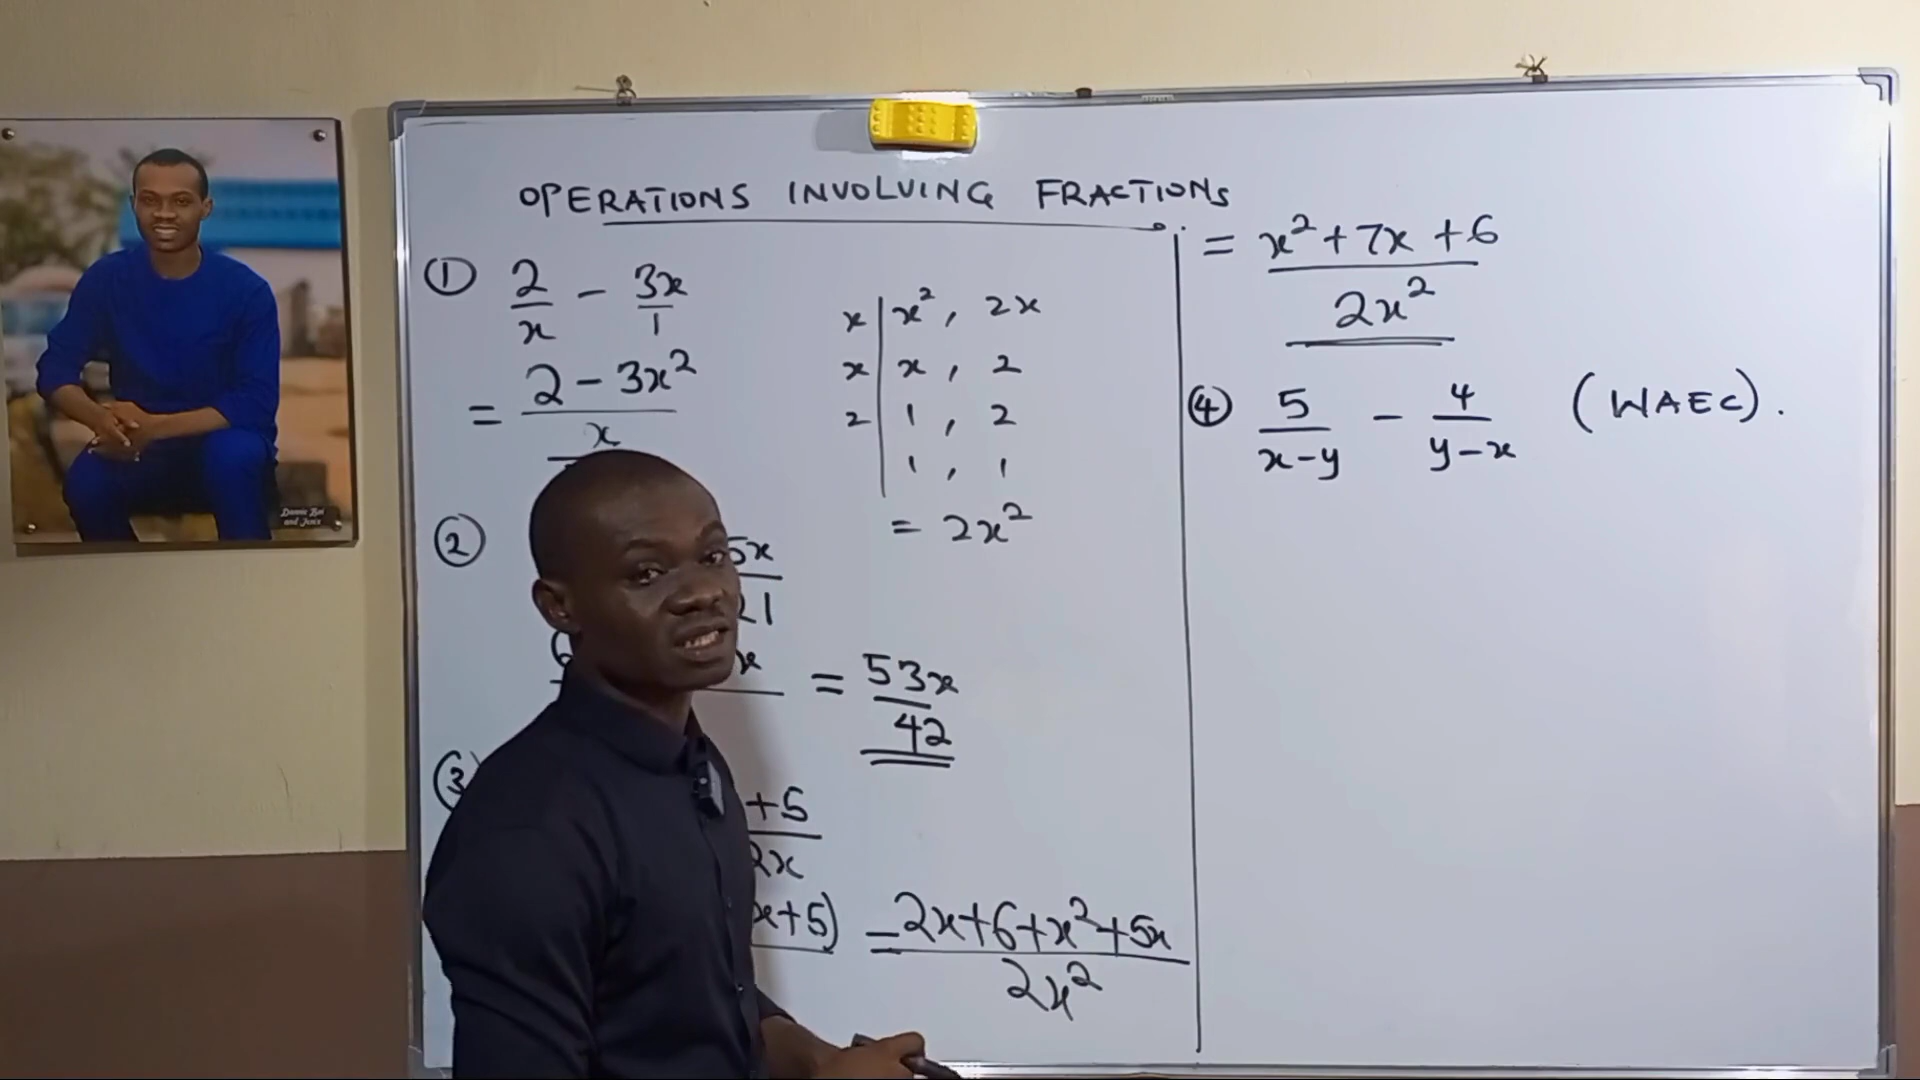 OPERATIONS INVOLVING FRACTIONS
① 2/x - 3x/1
= (2 - 3x²)/x
x | x², 2x
x | x, 2
2 | 1, 2
1, 1
= 2x²
②
5x
21
x
= 53x/42
③
+5
2x
x+5)
= (2x+6+x²+5x)/2x²
= (x²+7x+6)/2x²
④ 5/(x-y) - 4/(y-x) (WAEC).